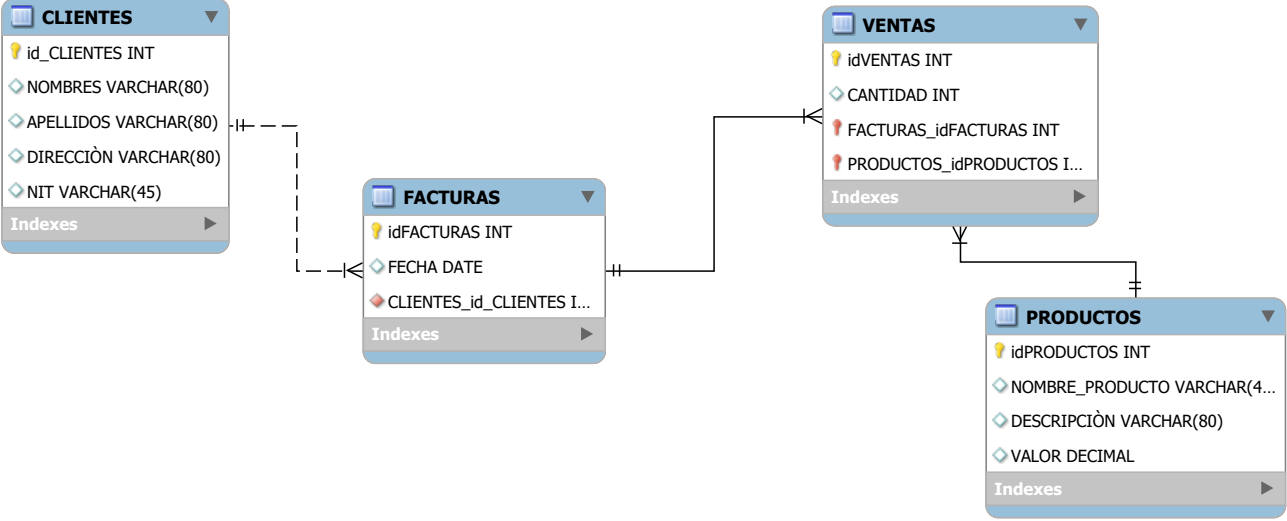 CLIENTES
id_CLIENTES INT
NOMBRES VARCHAR(80)
APELLIDOS VARCHAR(80)
DIRECCIÒN VARCHAR(80)
NIT VARCHAR(45)
Indexes
FACTURAS
idFACTURAS INT
FECHA DATE
CLIENTES_id_CLIENTES I...
Indexes
VENTAS
idVENTAS INT
CANTIDAD INT
FACTURAS_idFACTURAS INT
PRODUCTOS_idPRODUCTOS I...
Indexes
PRODUCTOS
idPRODUCTOS INT
NOMBRE_PRODUCTO VARCHAR(4...
DESCRIPCIÒN VARCHAR(80)
VALOR DECIMAL
Indexes